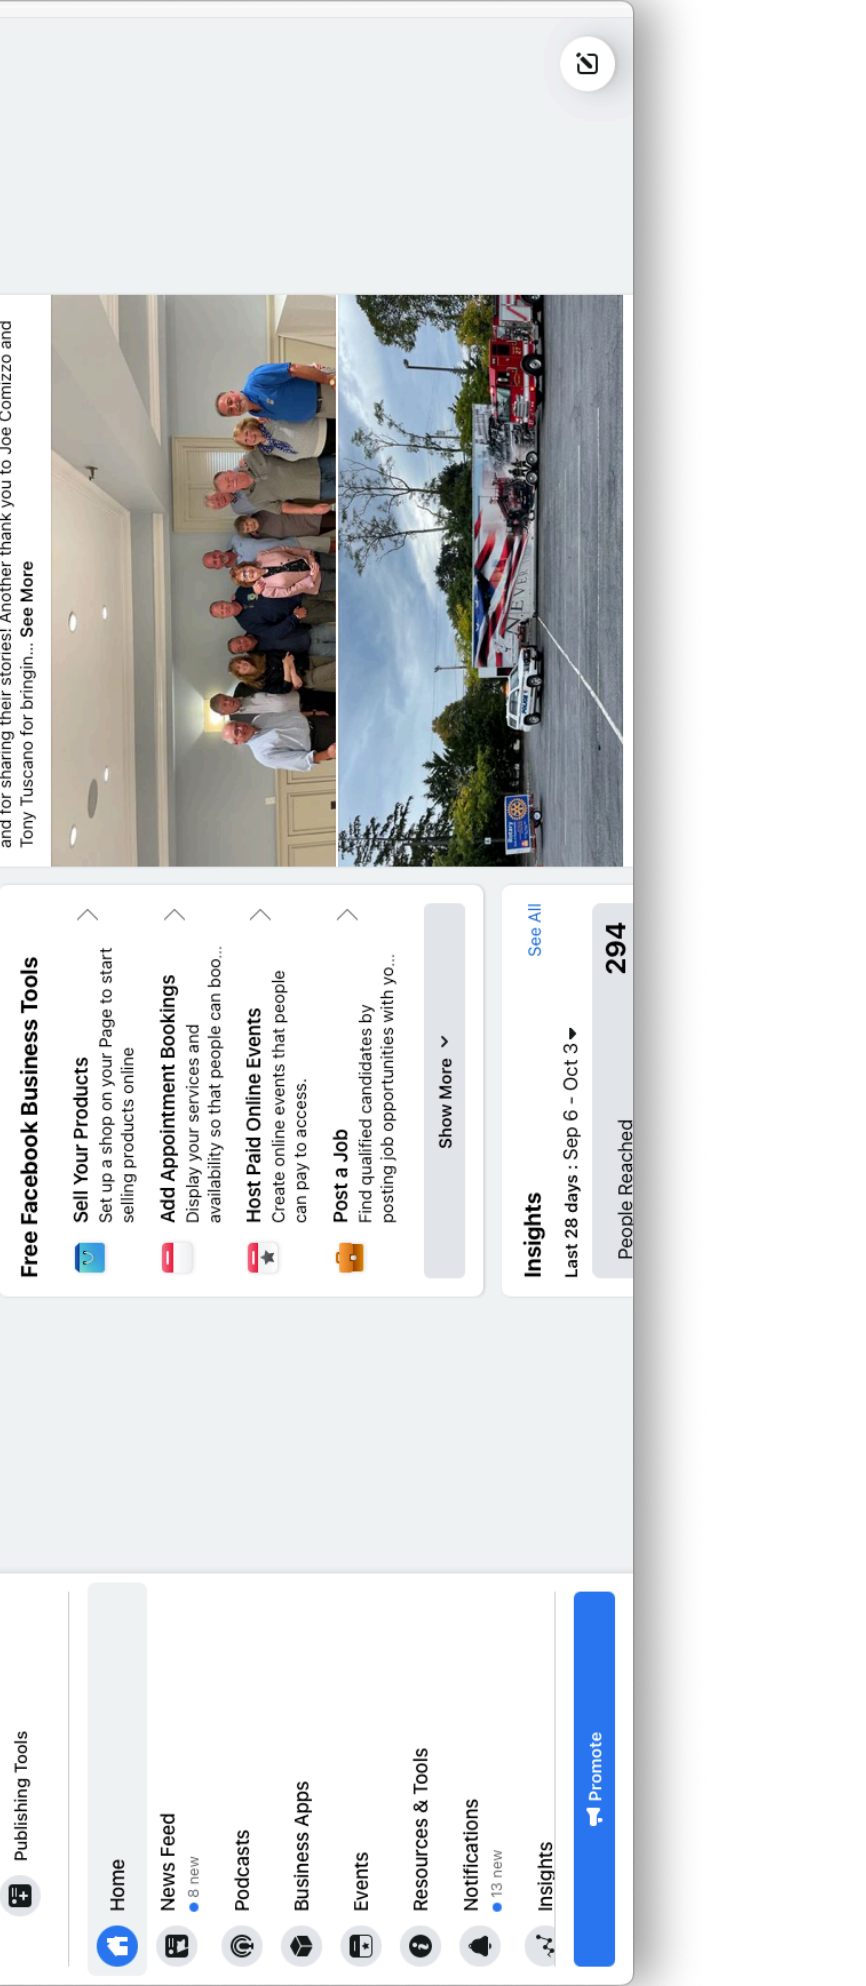 Publishing Tools
Home
News Feed
8 new
Podcasts
Business Apps
Events
Resources & Tools
Notifications
13 new
Insights
Promote
Free Facebook Business Tools
Sell Your Products
Set up a shop on your Page to start
selling products online
Add Appointment Bookings
Display your services and
availability so that people can boo...
Host Paid Online Events
Create online events that people
can pay to access.
Post a Job
Find qualified candidates by
posting job opportunities with yo...
Show More
Insights
See All
Last 28 days : Sep 6 - Oct 3
People Reached
294
and for sharing their stories! Another thank you to Joe Comizzo and
Tony Tuscano for bringin... See More
Rotary
POLICE
NEVER